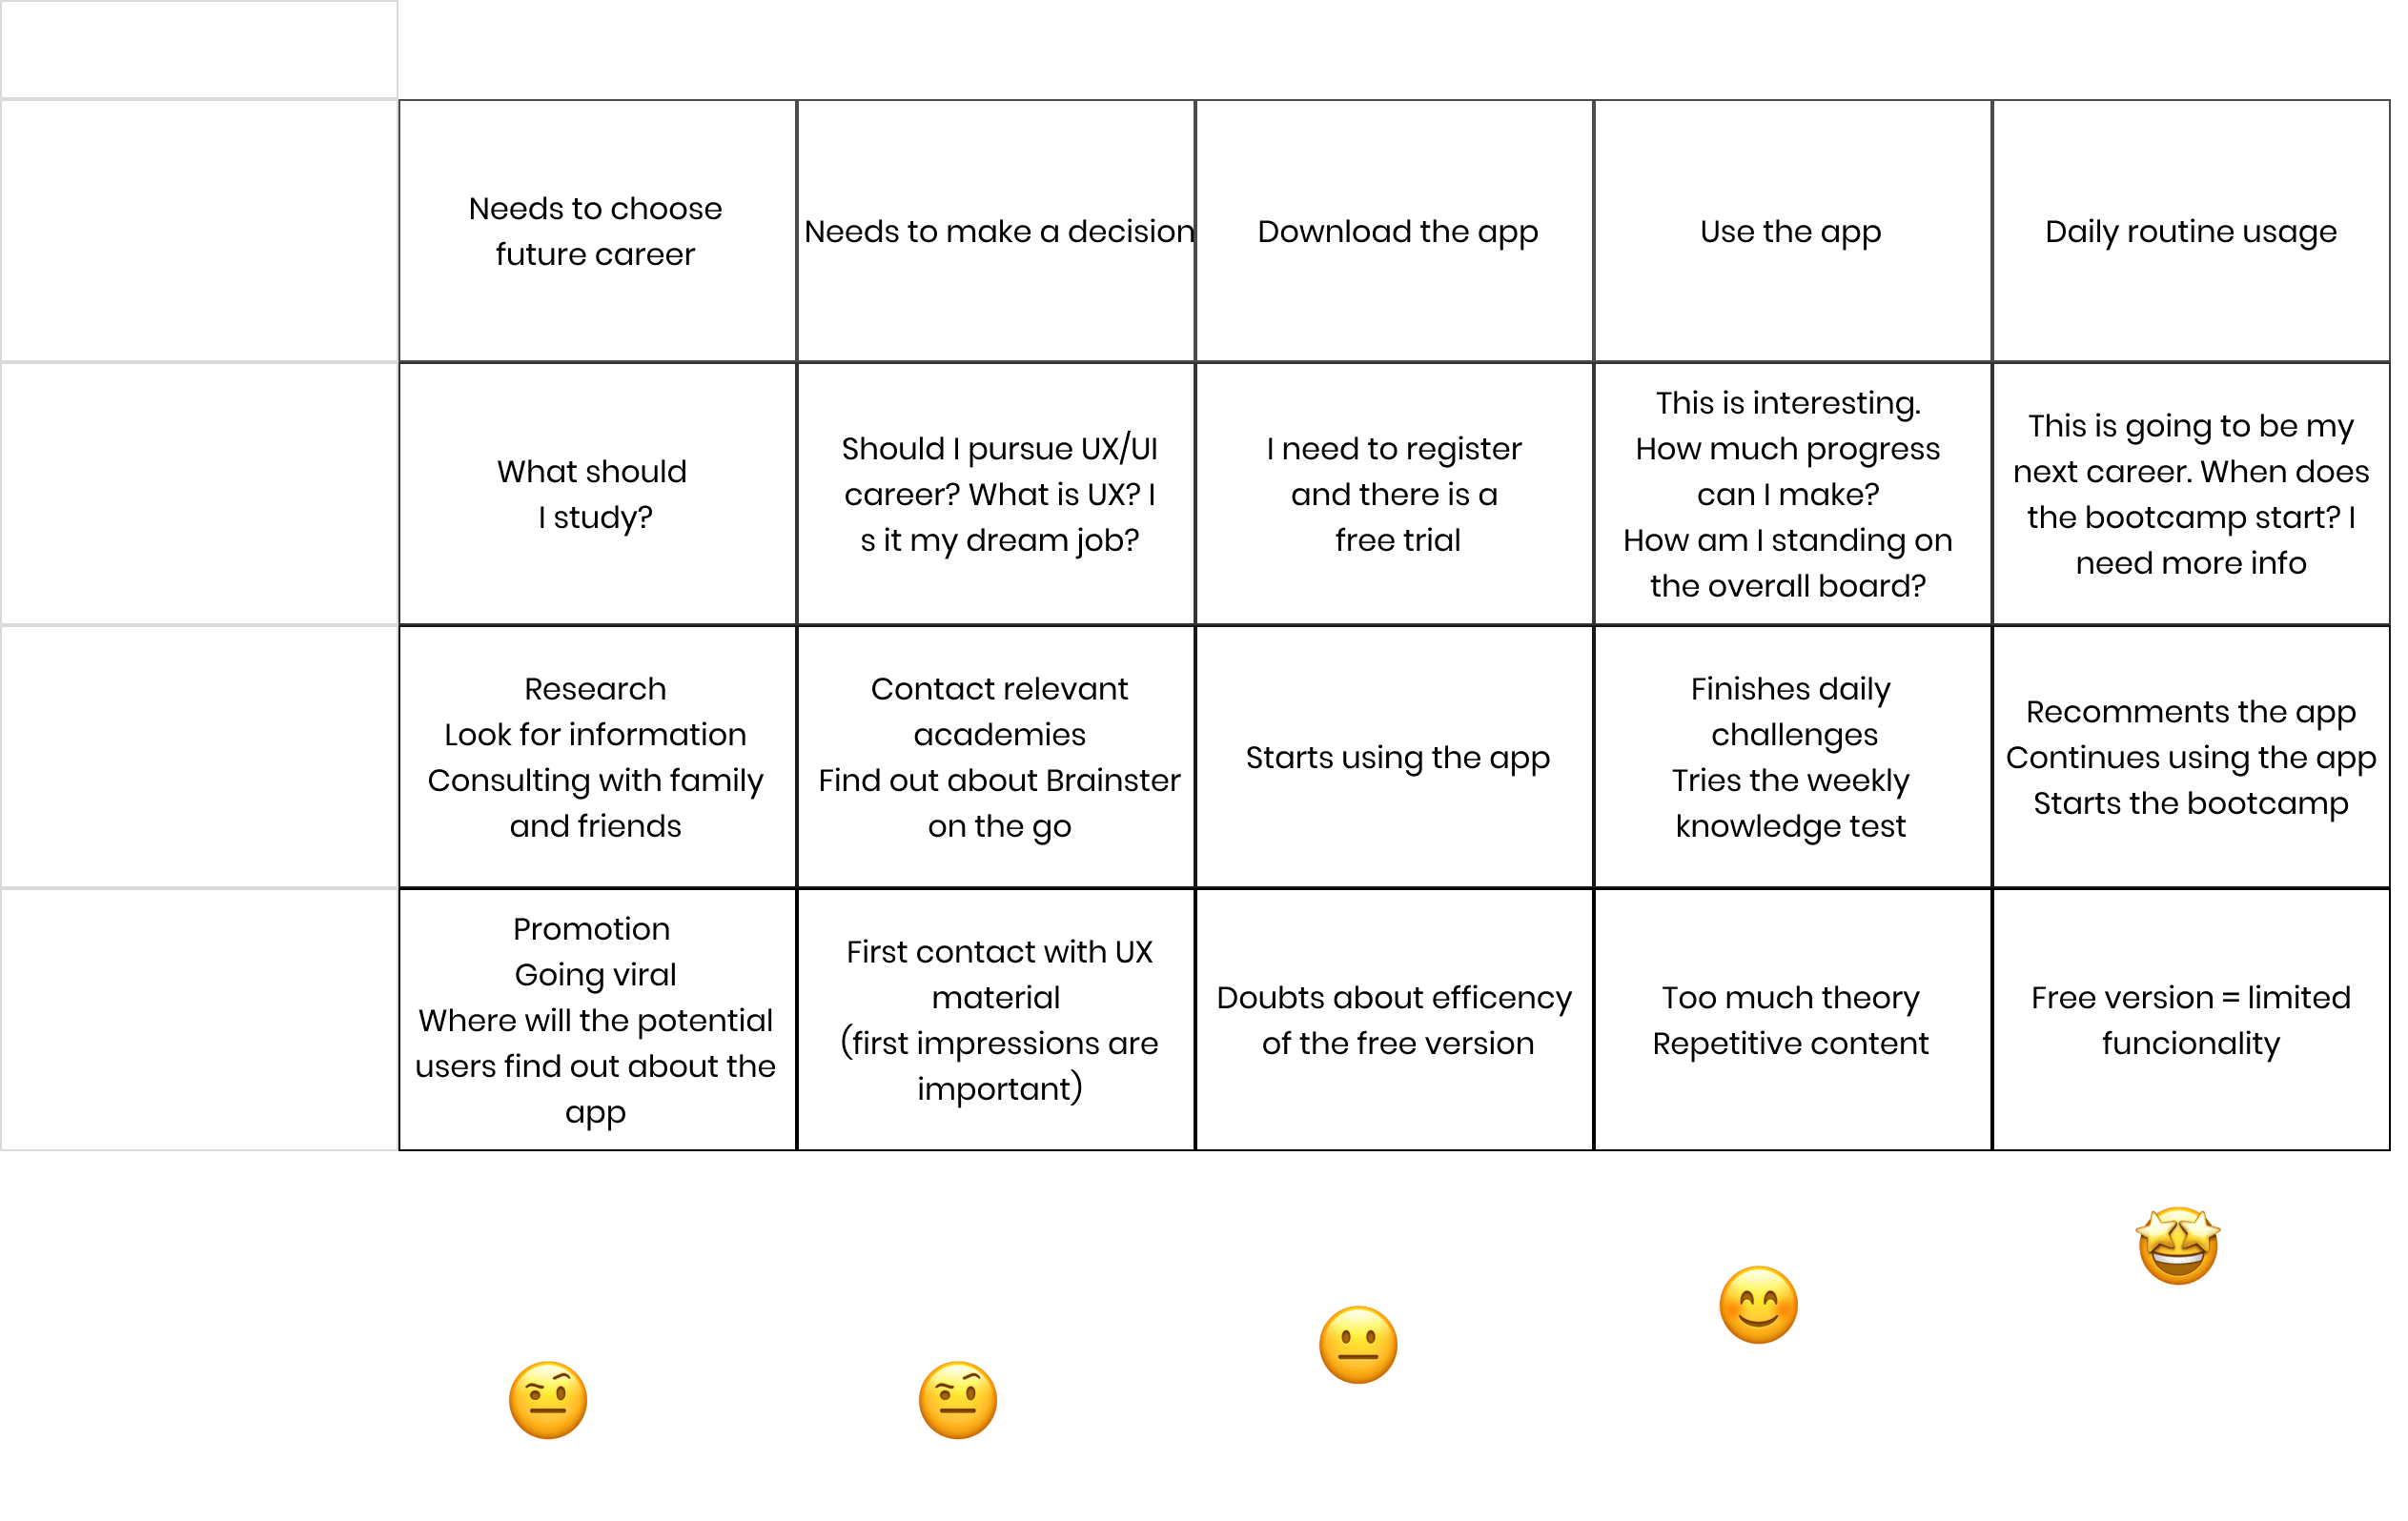 Needs to choose
future career
Needs to make a decision
Download the app
Use the app
Daily routine usage
What should
I study?
Should I pursue UX/UI
career? What is UX? I
s it my dream job?
I need to register
and there is a
free trial
This is interesting.
How much progress
can I make?
How am I standing on
the overall board?
This is going to be my
next career. When does
the bootcamp start? I
need more info
Research
Look for information
Consulting with family
and friends
Contact relevant
academies
Find out about Brainster
on the go
Starts using the app
Finishes daily
challenges
Tries the weekly
knowledge test
Recomments the app
Continues using the app
Starts the bootcamp
Promotion
Going viral
Where will the potential
users find out about the
app
First contact with UX
material
(first impressions are
important)
Doubts about efficency
of the free version
Too much theory
Repetitive content
Free version = limited
funcionality